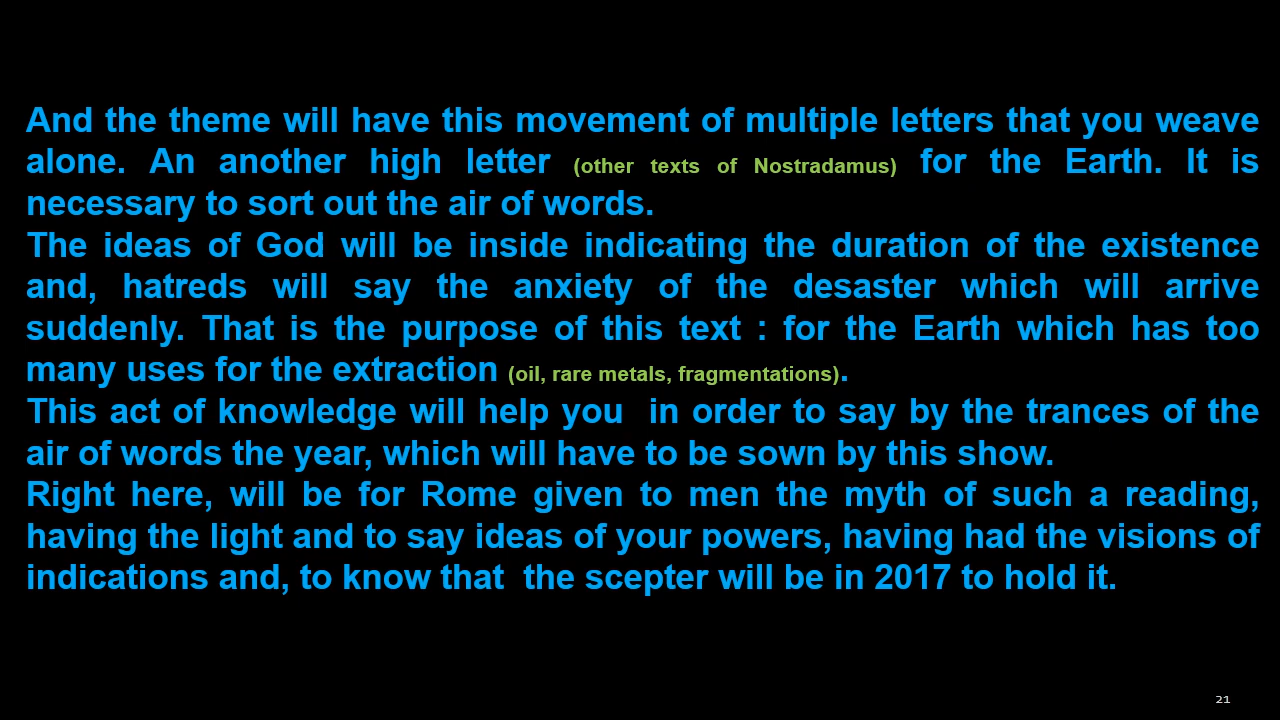 And the theme will have this movement of multiple letters that you weave
alone. An another high letter (other texts of Nostradamus) for the Earth. It is
necessary to sort out the air of words.
The ideas of God will be inside indicating the duration of the existence
and, hatreds will say the anxiety of the desaster which will arrive
suddenly. That is the purpose of this text : for the Earth which has too
many uses for the extraction (oil, rare metals, fragmentations).
This act of knowledge will help you  in order to say by the trances of the
air of words the year, which will have to be sown by this show.
Right here, will be for Rome given to men the myth of such a reading,
having the light and to say ideas of your powers, having had the visions of
indications and, to know that  the scepter will be in 2017 to hold it.
21